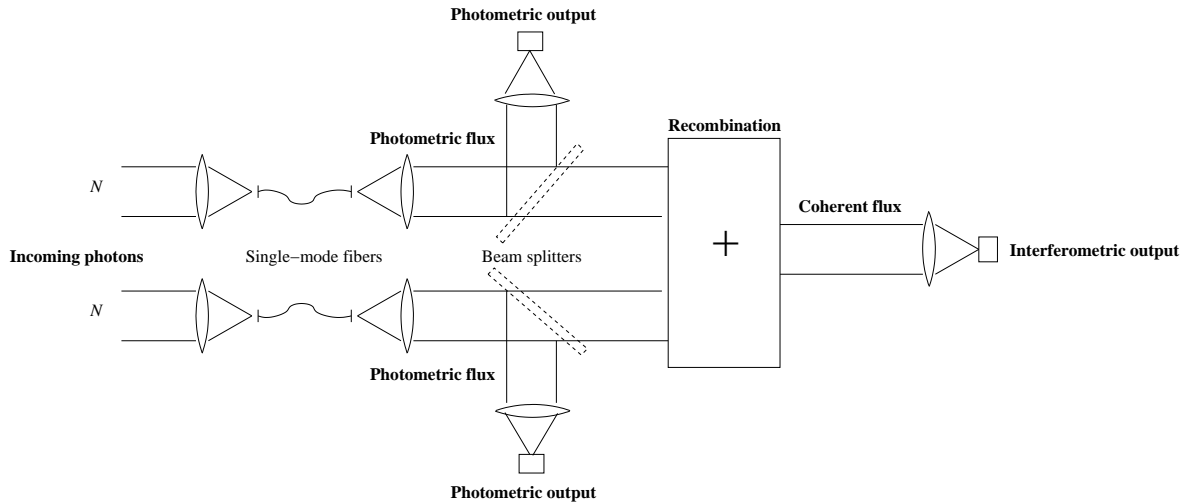 Photometric output
Photometric flux
Recombination
N
Coherent flux
+
Incoming photons
Single−mode fibers
Beam splitters
Interferometric output
N
Photometric flux
Photometric output